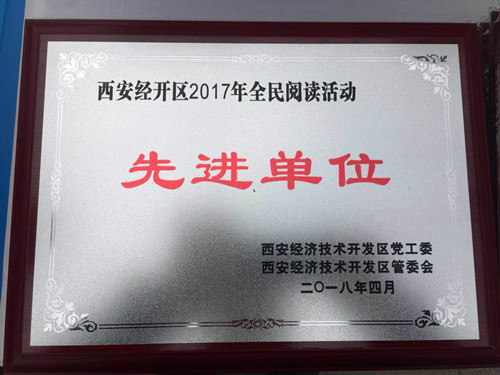 西安经开区2017年全民阅读活动
先进单位
西安经济技术开发区党工委
西安经济技术开发区管委会
二〇一八年四月